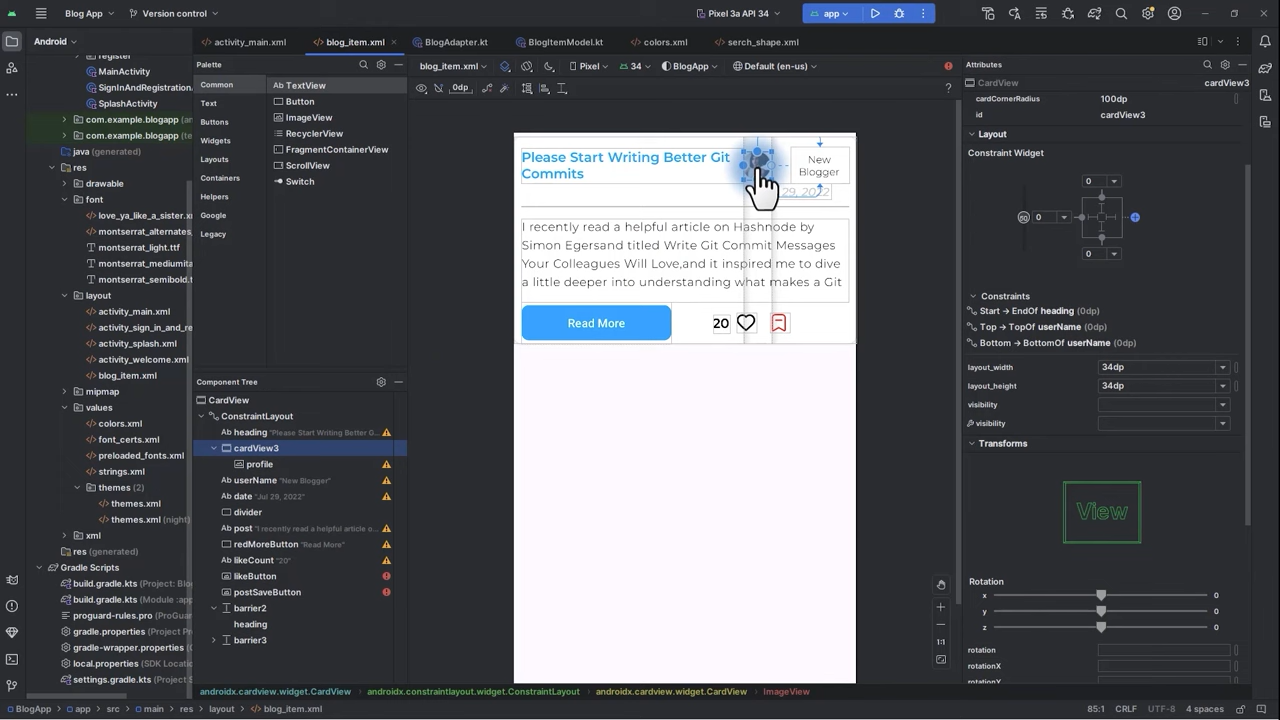 Blog App
Version control
Pixel 3a API 34
app
Android
activity_main.xml
blog_item.xml
BlogAdapter.kt
BlogItemModel.kt
colors.xml
serch_shape.xml
register
MainActivity
SignInAndRegistration
SplashActivity
com.example.blogapp (an
com.example.blogapp (te
java (generated)
res
drawable
font
love_ya_like_a_sister.x
montserrat_alternates_
montserrat_light.ttf
montserrat_mediumita
montserrat_semibold.t
layout
activity_main.xml
activity_sign_in_and_re
activity_splash.xml
activity_welcome.xml
blog_item.xml
mipmap
values
colors.xml
font_certs.xml
preloaded_fonts.xml
strings.xml
themes (2)
themes.xml
themes.xml (night)
xml
res (generated)
Gradle Scripts
build.gradle.kts (Project: Blo
build.gradle.kts (Module :app
proguard-rules.pro (ProGua
gradle.properties (Project Pr
gradle-wrapper.properties (
local.properties (SDK Locatio
settings.gradle.kts (Project S
Palette
Common
Text
Buttons
Widgets
Layouts
Containers
Helpers
Google
Legacy
Ab TextView
Button
ImageView
RecyclerView
FragmentContainerView
ScrollView
Switch
Component Tree
CardView
ConstraintLayout
Ab heading "Please Start Writing Better G...
cardView3
profile
Ab userName "New Blogger"
Ab date "Jul 29, 2022"
divider
Ab post "I recently read a helpful article o...
redMoreButton "Read More"
Ab likeCount "20"
likeButton
postSaveButton
barrier2
heading
barrier3
blog_item.xml
Pixel
34
BlogApp
Default (en-us)
0dp
?
Please Start Writing Better Git
Commits
New
Blogger
29, 2022
I recently read a helpful article on Hashnode by
Simon Egersand titled Write Git Commit Messages
Your Colleagues Will Love,and it inspired me to dive
a little deeper into understanding what makes a Git
Read More
20
1:1
Attributes
CardView
cardView3
cardCornerRadius
100dp
id
cardView3
Layout
Constraint Widget
0
60
0
0
Constraints
Start → EndOf heading (0dp)
Top → TopOf userName (0dp)
Bottom → BottomOf userName (0dp)
layout_width
34dp
layout_height
34dp
visibility
visibility
Transforms
View
Rotation
x
0
y
0
z
0
rotation
rotationX
rotationY
androidx.cardview.widget.CardView
androidx.constraintlayout.widget.ConstraintLayout
androidx.cardview.widget.CardView
ImageView
BlogApp
app
src
main
res
layout
blog_item.xml
85:1
CRLF
UTF-8
4 spaces